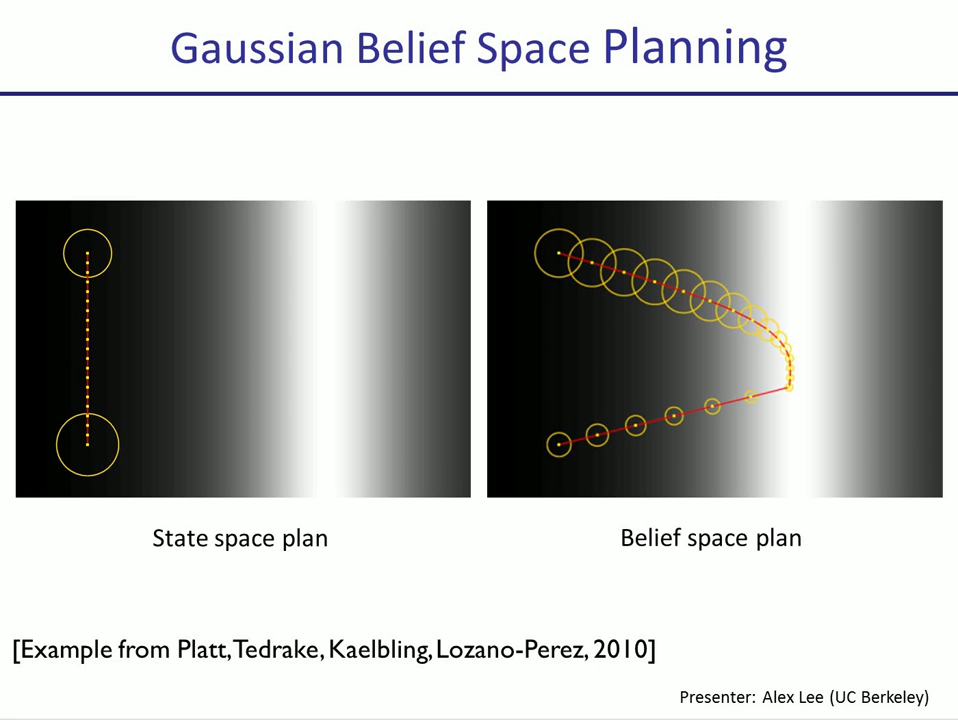 Gaussian Belief Space Planning
State space plan
Belief space plan
[Example from Platt, Tedrake, Kaelbling, Lozano-Perez, 2010]
Presenter: Alex Lee (UC Berkeley)